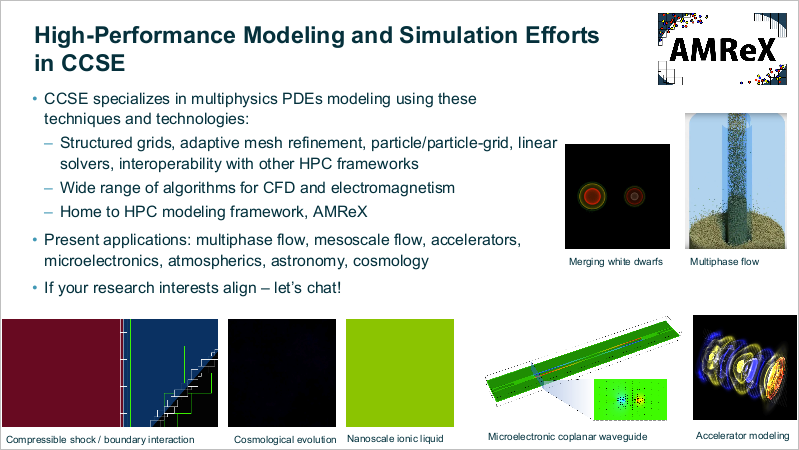 High-Performance Modeling and Simulation Efforts
in CCSE
AMReX
• CCSE specializes in multiphysics PDEs modeling using these
techniques and technologies:
– Structured grids, adaptive mesh refinement, particle/particle-grid, linear
solvers, interoperability with other HPC frameworks
– Wide range of algorithms for CFD and electromagnetism
– Home to HPC modeling framework, AMReX
• Present applications: multiphase flow, mesoscale flow, accelerators,
microelectronics, atmospherics, astronomy, cosmology
• If your research interests align – let’s chat!
Merging white dwarfs
Multiphase flow
Compressible shock / boundary interaction
Cosmological evolution
Nanoscale ionic liquid
Microelectronic coplanar waveguide
Accelerator modeling